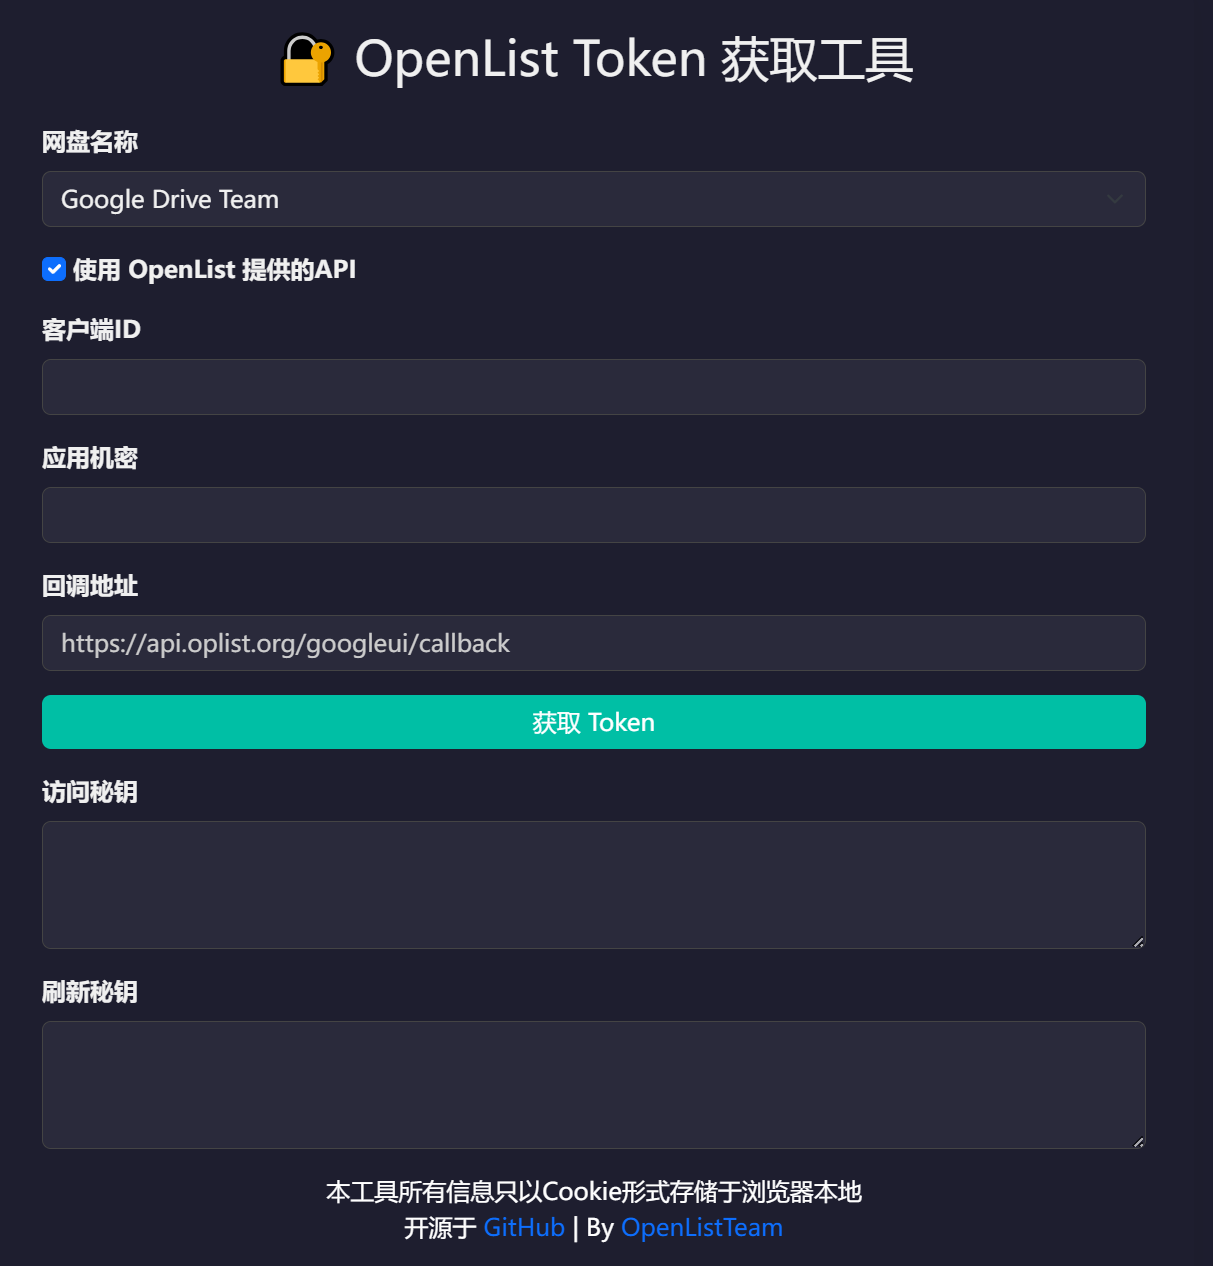 OpenList Token 获取工具
网盘名称
Google Drive Team
使用 OpenList 提供的API
客户端ID
应用机密
回调地址
https://api.oplist.org/googleui/callback
获取 Token
访问秘钥
刷新秘钥
本工具所有信息只以Cookie形式存储于浏览器本地
开源于 GitHub | By OpenListTeam